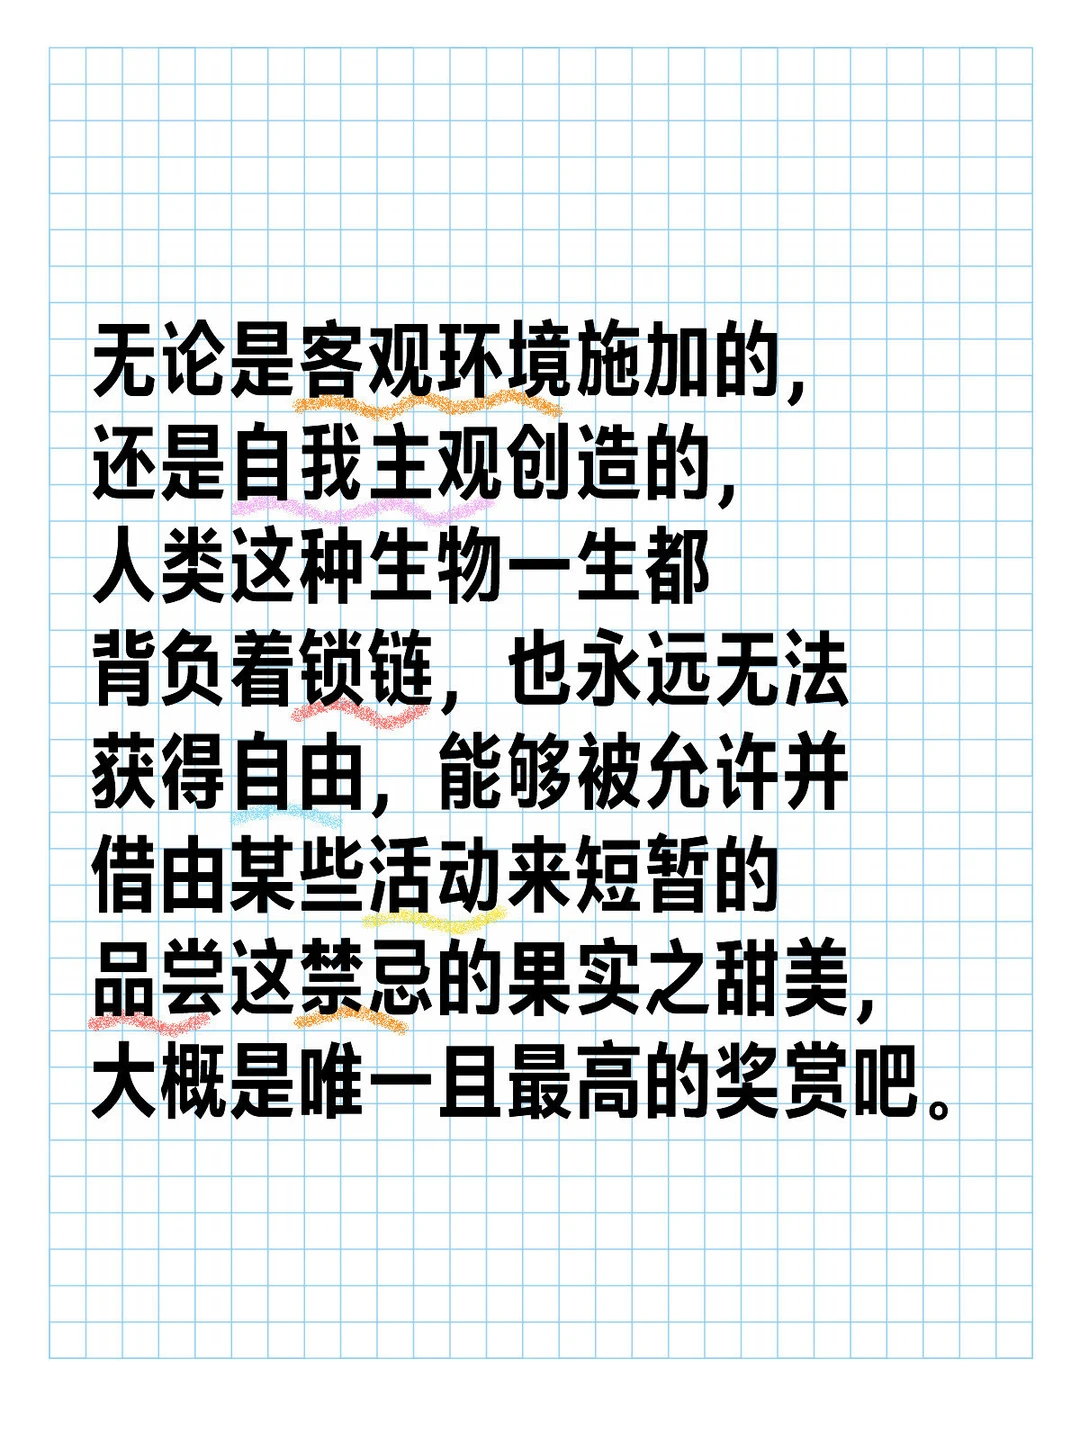 无论是客观环境施加的，
还是自我主观创造的，
人类这种生物一生都
背负着锁链，也永远无法
获得自由，能够被允许并
借由某些活动来短暂的
品尝这禁忌的果实之甜美，
大概是唯一且最高的奖赏吧。